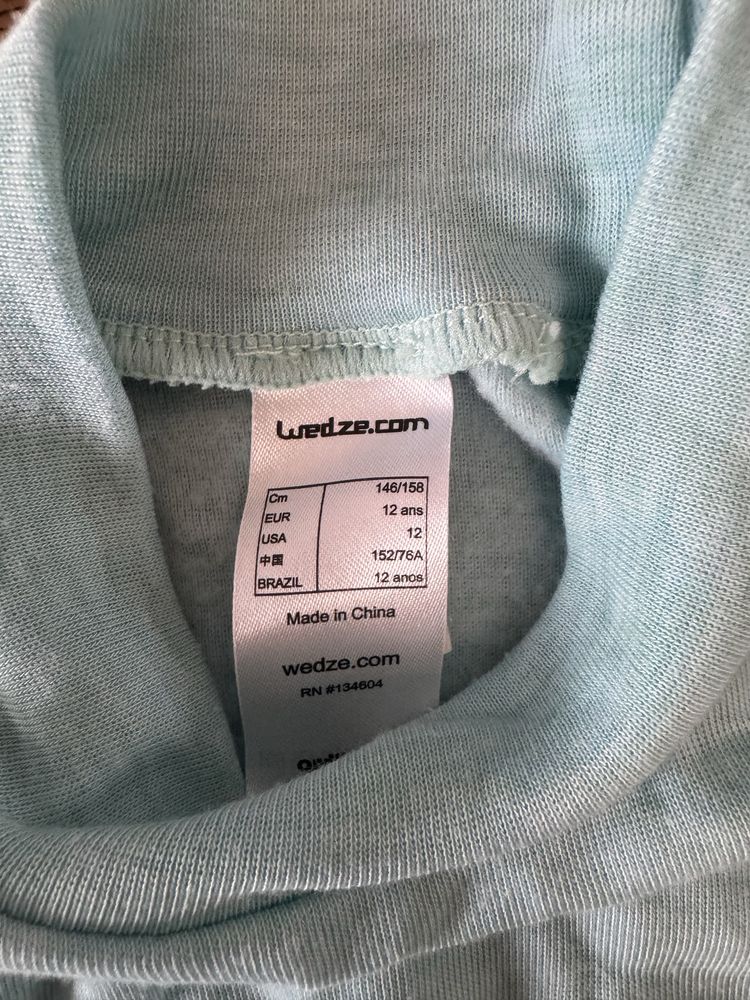 wedze.com
Cm 146/158
EUR 12 ans
USA 12
中国 152/76A
BRAZIL 12 anos
Made in China
wedze.com
RN #134604